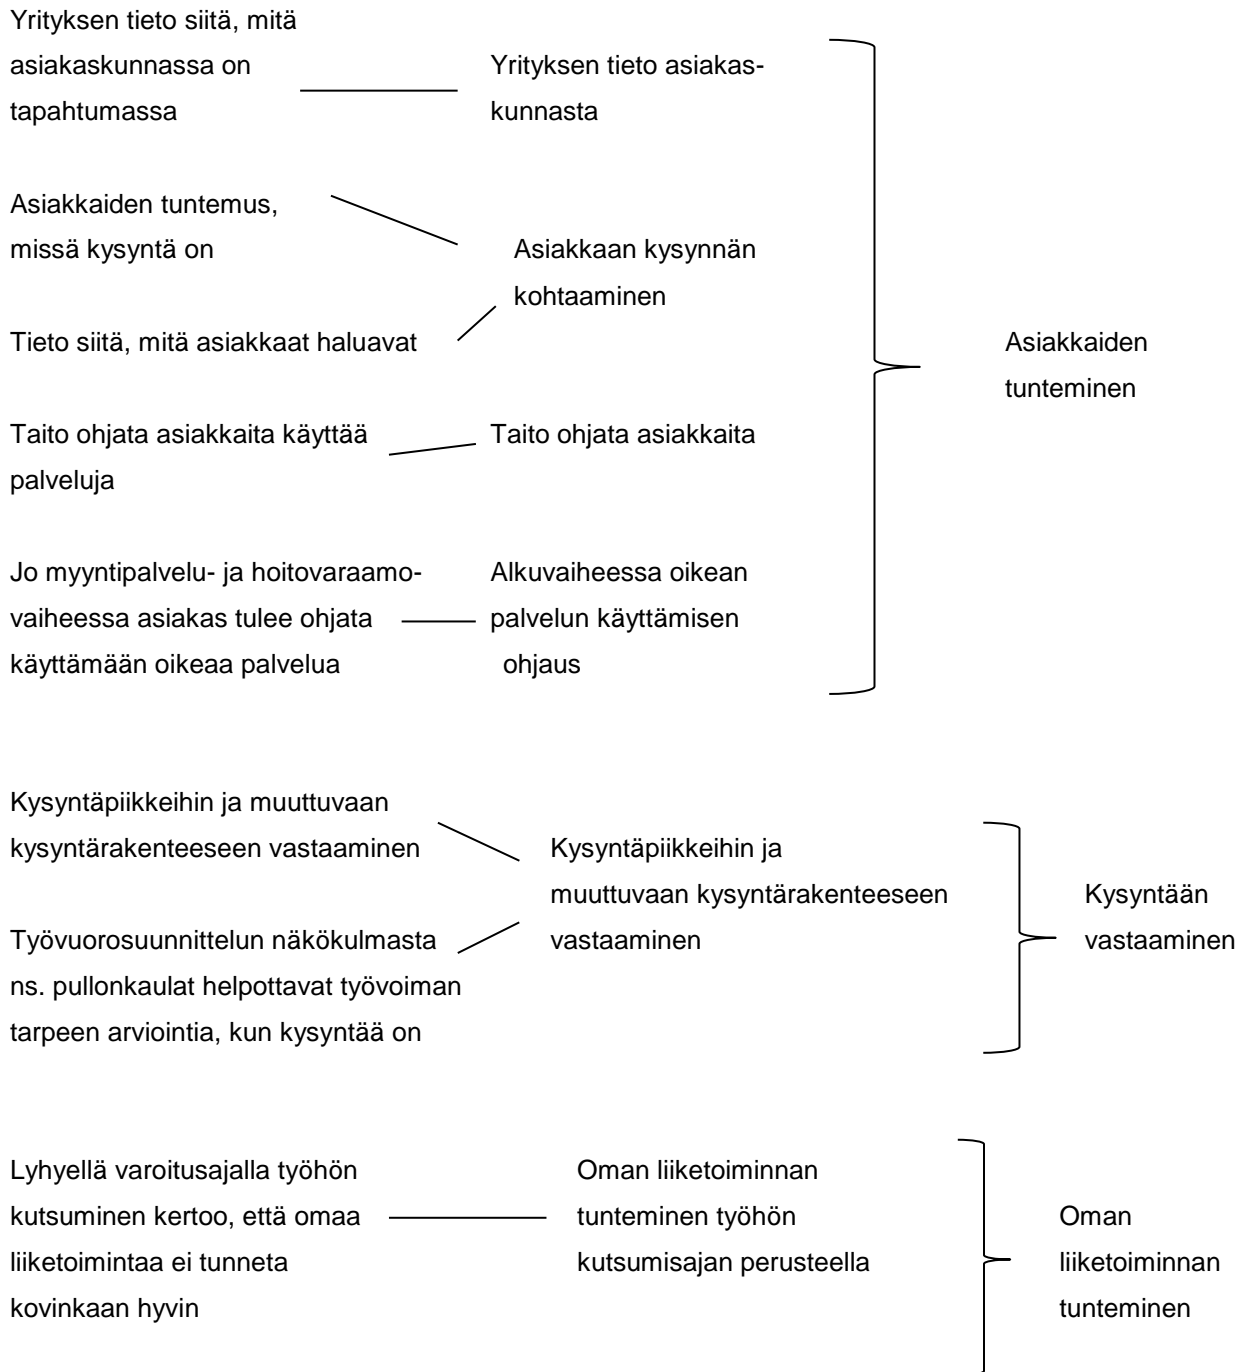 Yrityksen tieto siitä, mitä
asiakaskunnassa on
tapahtumassa
Yrityksen tieto asiakas-
kunnasta
Asiakkaiden tuntemus,
missä kysyntä on
Asiakkaan kysynnän
kohtaaminen
Tieto siitä, mitä asiakkaat haluavat
Taito ohjata asiakkaita käyttää
palveluja
Taito ohjata asiakkaita
Jo myyntipalvelu- ja hoitovaraamo-
vaiheessa asiakas tulee ohjata
käyttämään oikeaa palvelua
Alkuvaiheessa oikean
palvelun käyttämisen
ohjaus
Asiakkaiden
tunteminen
Kysyntäpiikkeihin ja muuttuvaan
kysyntärakenteeseen vastaaminen
Työvuorosuunnittelun näkökulmasta
ns. pullonkaulat helpottavat työvoiman
tarpeen arviointia, kun kysyntää on
Kysyntäpiikkeihin ja
muuttuvaan kysyntärakenteeseen
vastaaminen
Kysyntään
vastaaminen
Lyhyellä varoitusajalla työhön
kutsuminen kertoo, että omaa
liiketoimintaa ei tunneta
kovinkaan hyvin
Oman liiketoiminnan
tunteminen työhön
kutsumisajan perusteella
Oman
liiketoiminnan
tunteminen